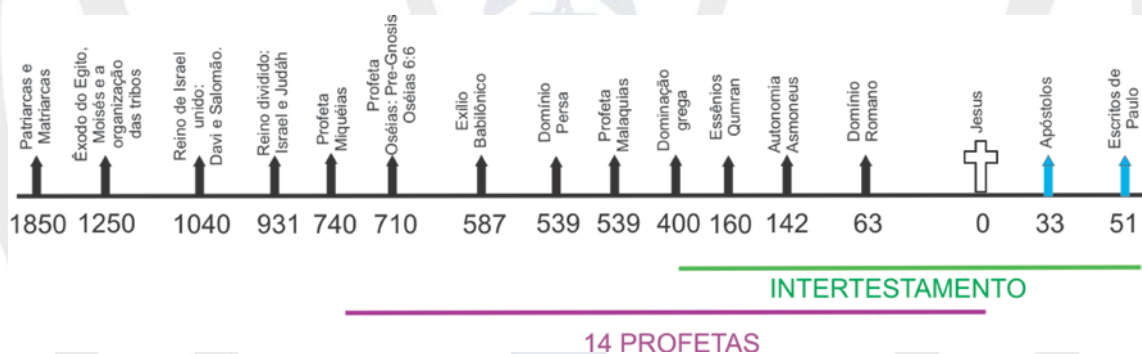 Patriarcas e
Matriarcas
Êxodo do Egito,
Moisés e a
organização
das tribos
Reino de Israel
unido:
Davi e Salomão.
Reino dividido:
Israel e Judáh
Profeta
Miquéias
Profeta
Oséias: Pre-Gnosis
Oséias 6:6
Exílio
Babilônico
Domínio
Persa
Profeta
Malaquias
Dominação
grega
Essênios
Qumran
Autonomia
Asmoneus
Domínio
Romano
Jesus
Apóstolos
Escritos de
Paulo
1850 1250 1040 931 740 710 587 539 539 400 160 142 63 0 33 51
INTERTESTAMENTO
14 PROFETAS